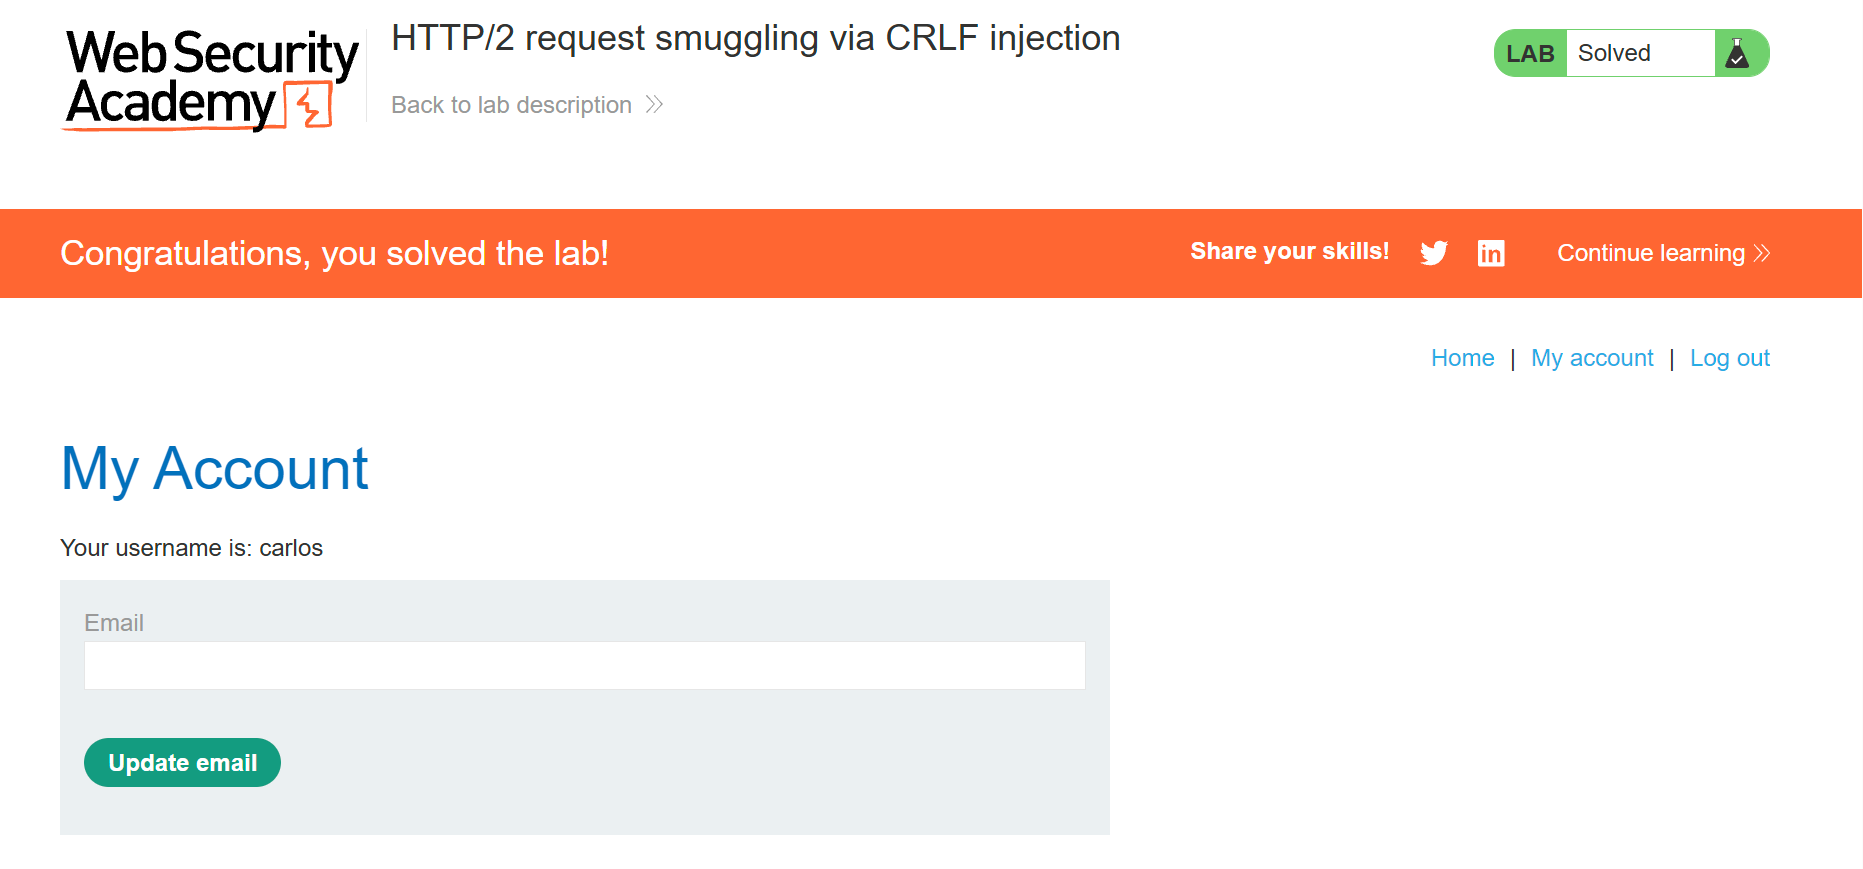 Web Security
Academy
HTTP/2 request smuggling via CRLF injection
Back to lab description
LAB Solved
Congratulations, you solved the lab!
Share your skills!
Continue learning
Home | My account | Log out
My Account
Your username is: carlos
Email
Update email